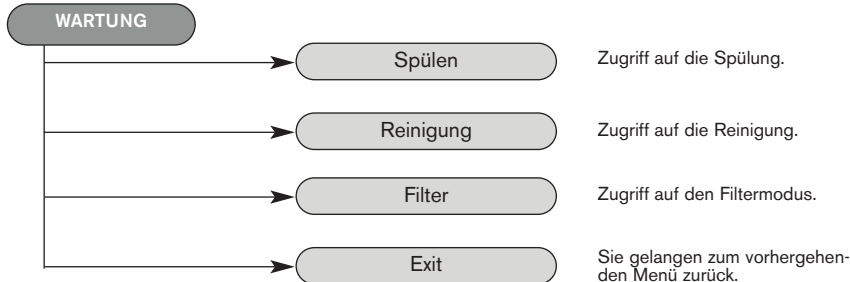 WARTUNG
Spülen
Zugriff auf die Spülung.
Reinigung
Zugriff auf die Reinigung.
Filter
Zugriff auf den Filtermodus.
Exit
Sie gelangen zum vorhergehen-
den Menü zurück.